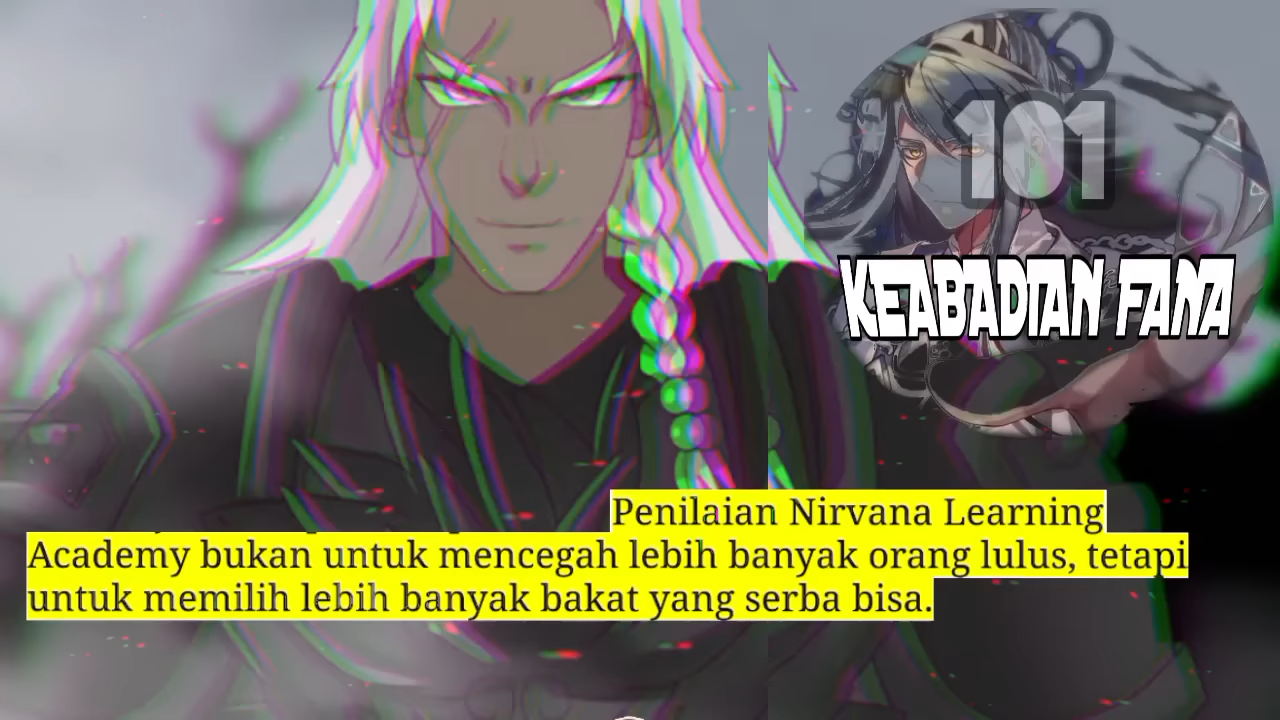 101
KEABADIAN FANA
Penilaian Nirvana Learning
Academy bukan untuk mencegah lebih banyak orang lulus, tetapi
untuk memilih lebih banyak bakat yang serba bisa.